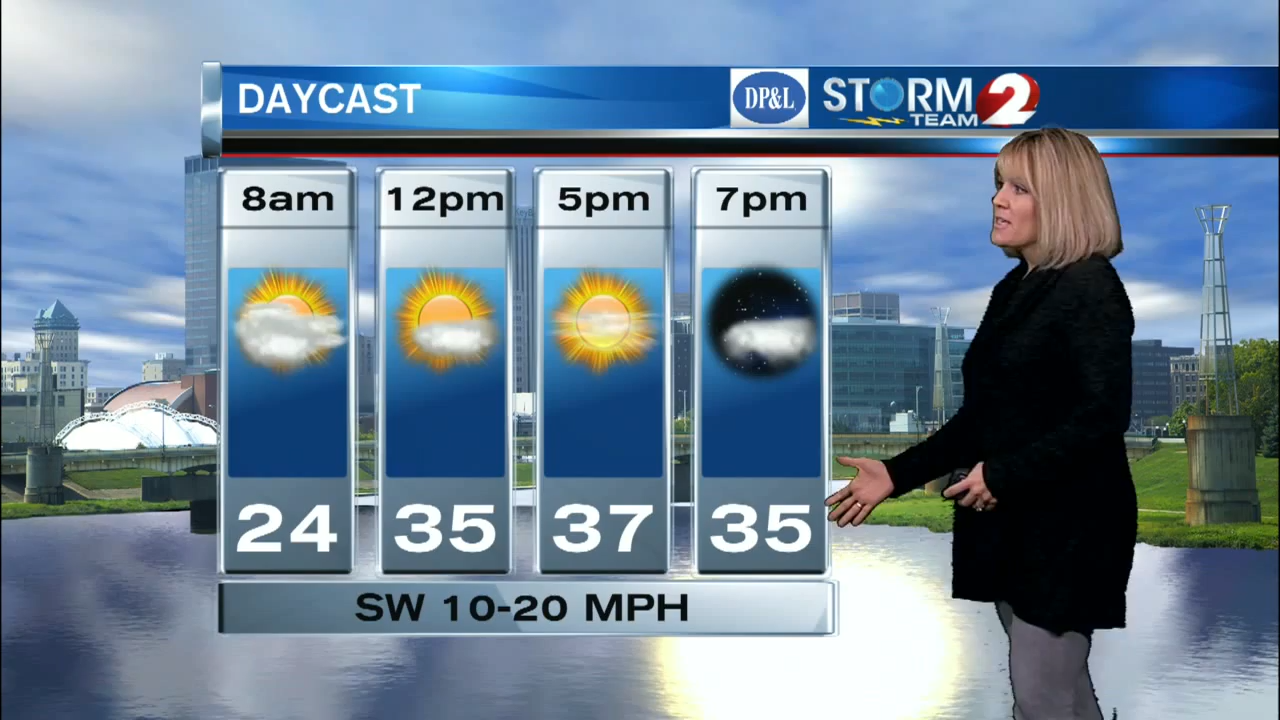 DAYCAST
DP&L
STORM
TEAM
2
8am
12pm
5pm
7pm
24
35
37
35
SW 10-20 MPH